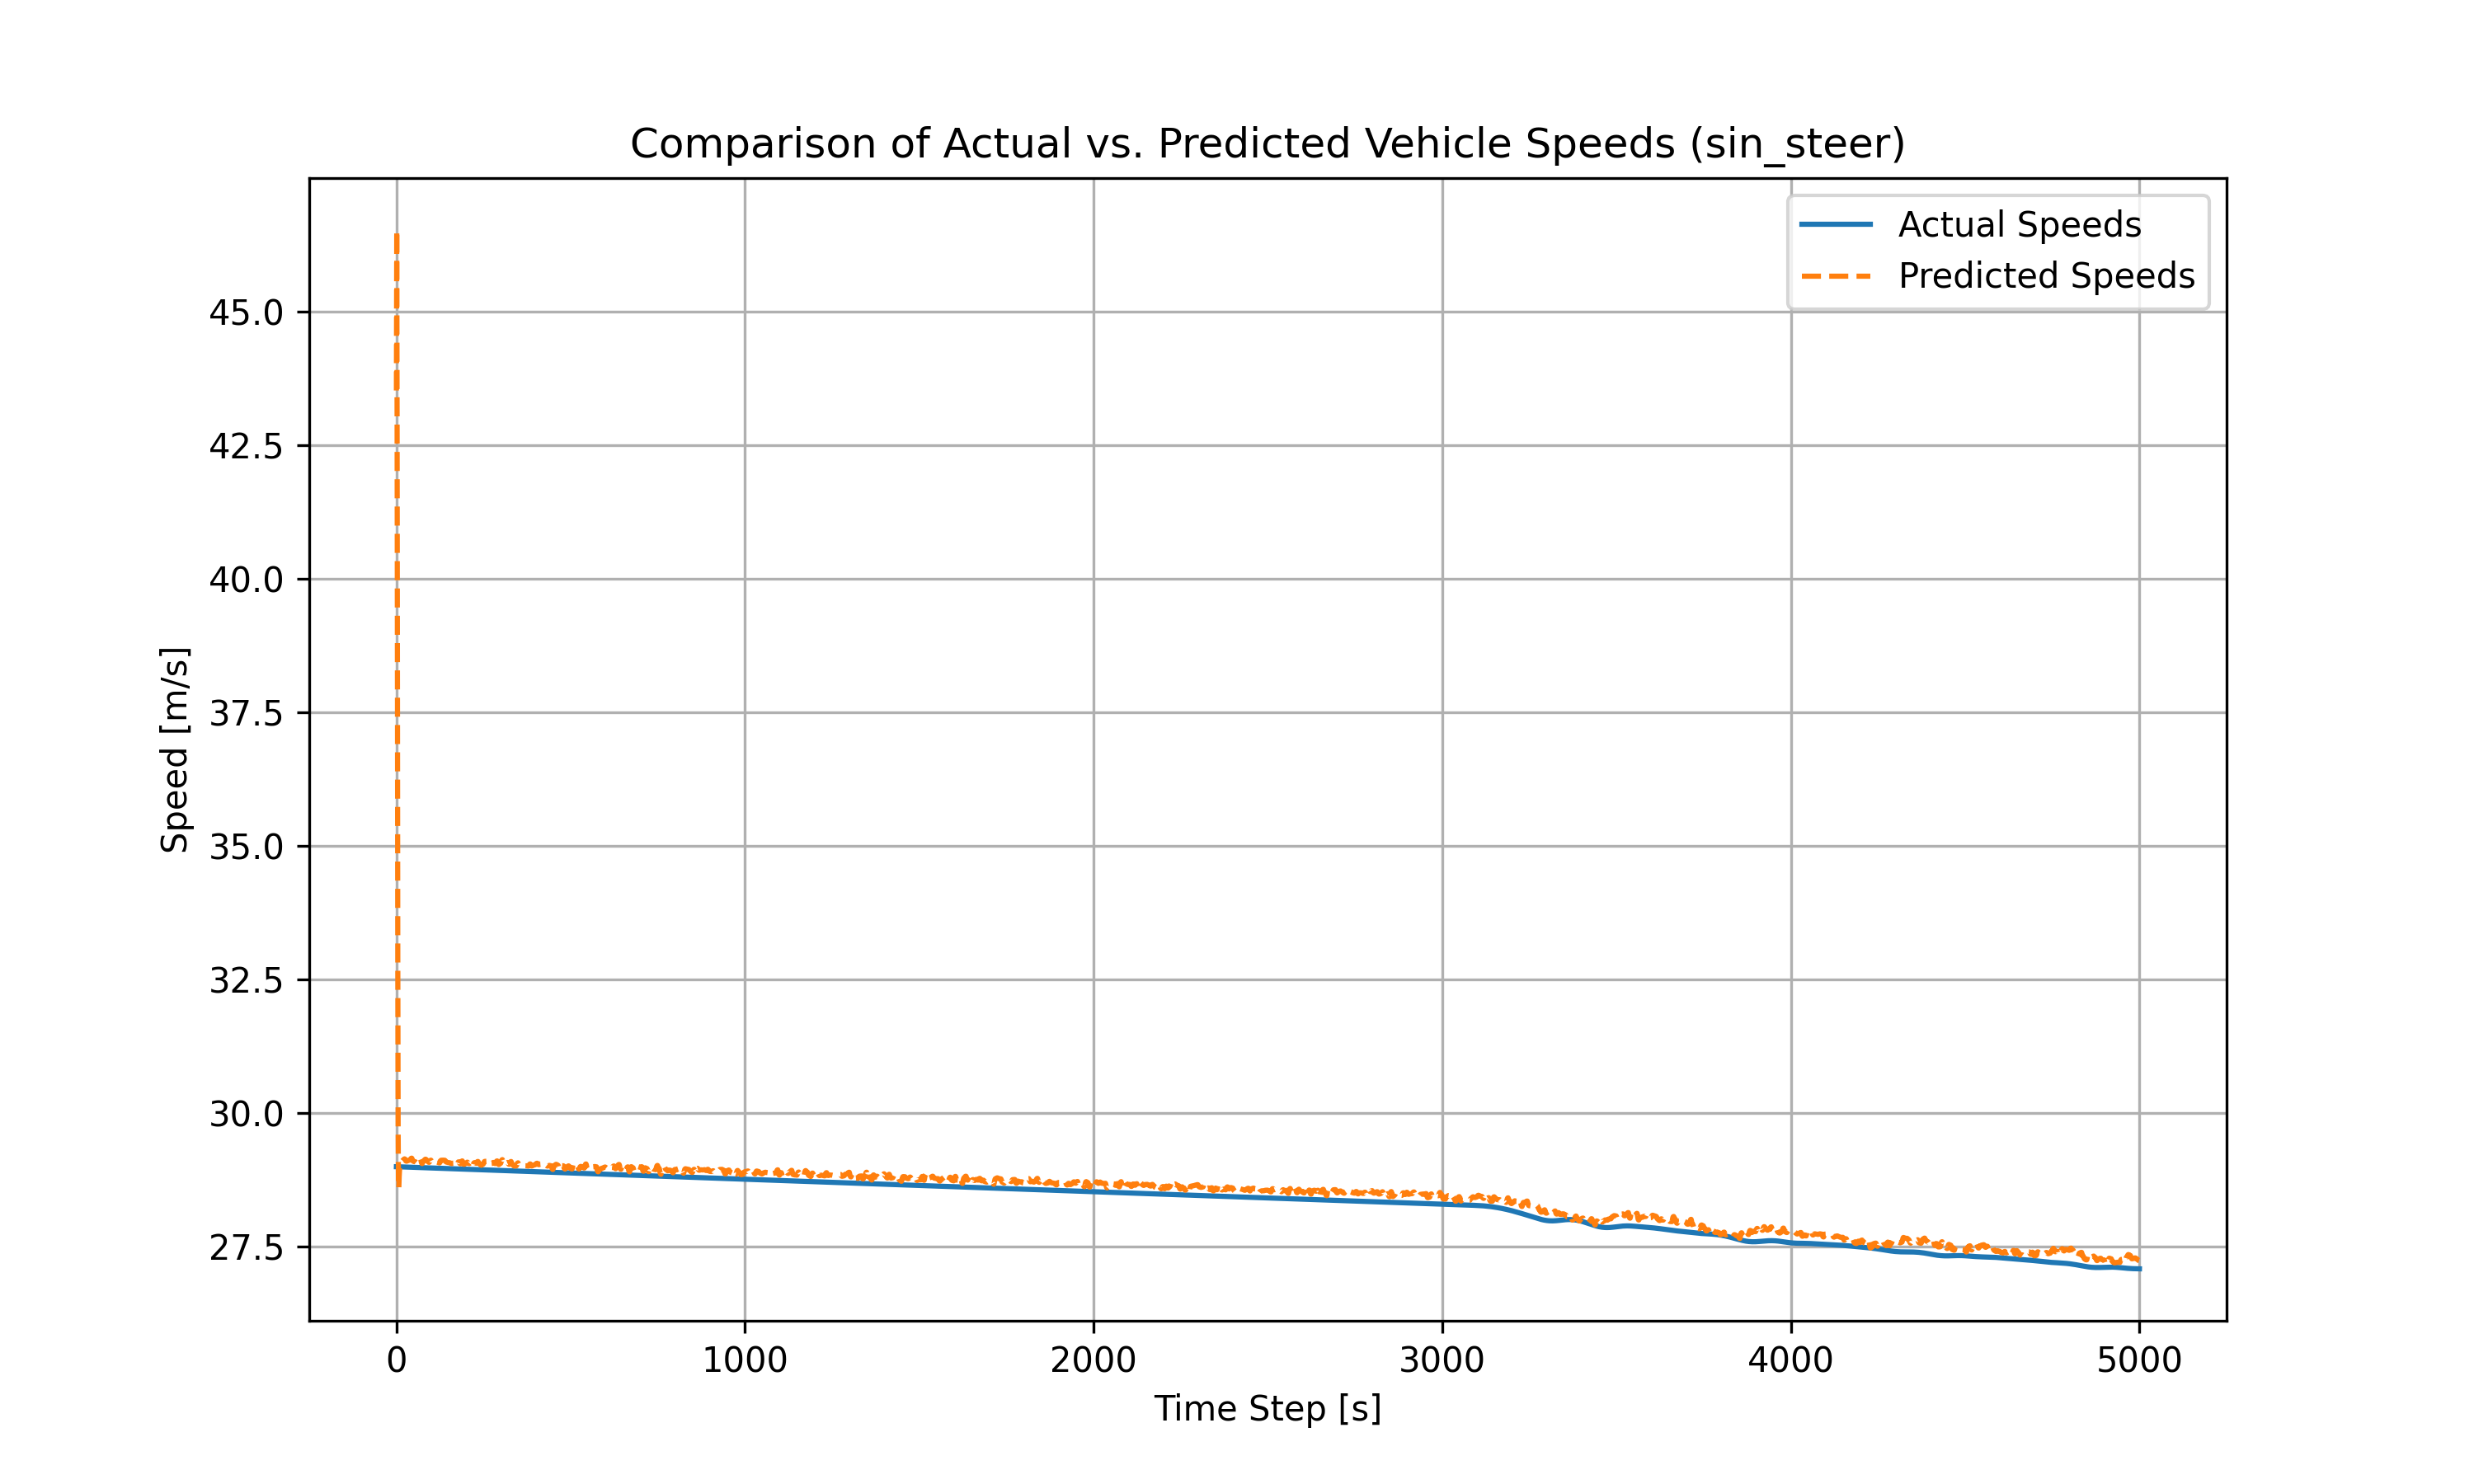 Comparison of Actual vs. Predicted Vehicle Speeds (sin_steer)
Actual Speeds
Predicted Speeds
45.0
42.5
40.0
37.5
35.0
32.5
30.0
27.5
Speed [m/s]
0 1000 2000 3000 4000 5000
Time Step [s]